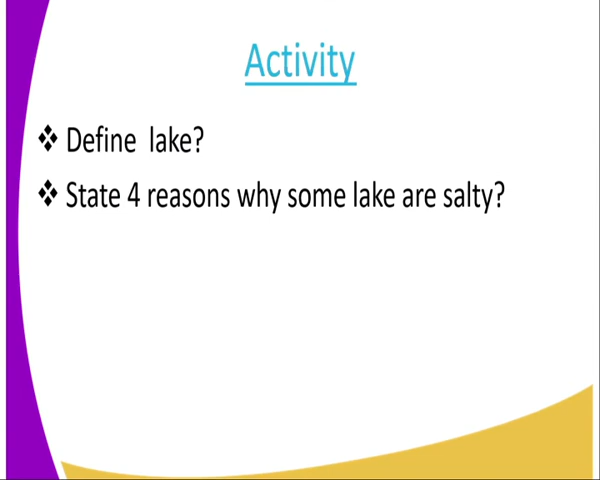 Activity
❖ Define lake?
❖ State 4 reasons why some lake are salty?